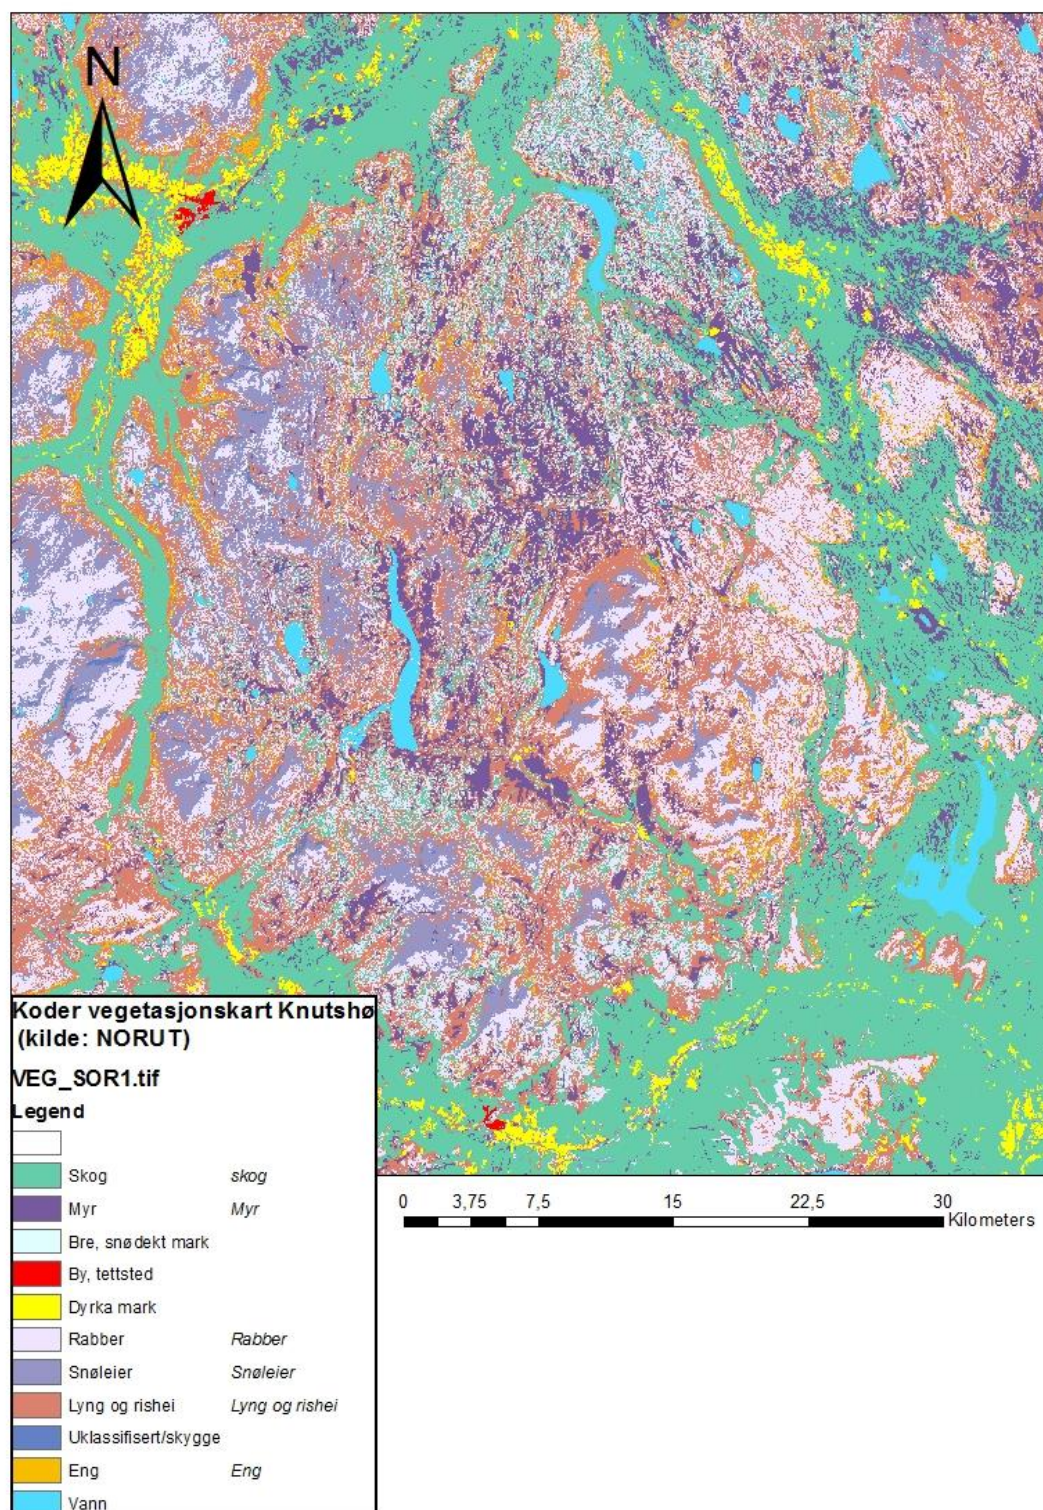 N
Koder vegetasjonskart Knutshø
(kilde: NORUT)
VEG_SOR1.tif
Legend
Skog skog
Myr Myr
Bre, snødekt mark
By, tettsted
Dyrka mark
Rabber Rabber
Snøleier Snøleier
Lyng og rishei Lyng og rishei
Uklassifisert/skygge
Eng Eng
Vann
0 3,75 7,5 15 22,5 30
Kilometers